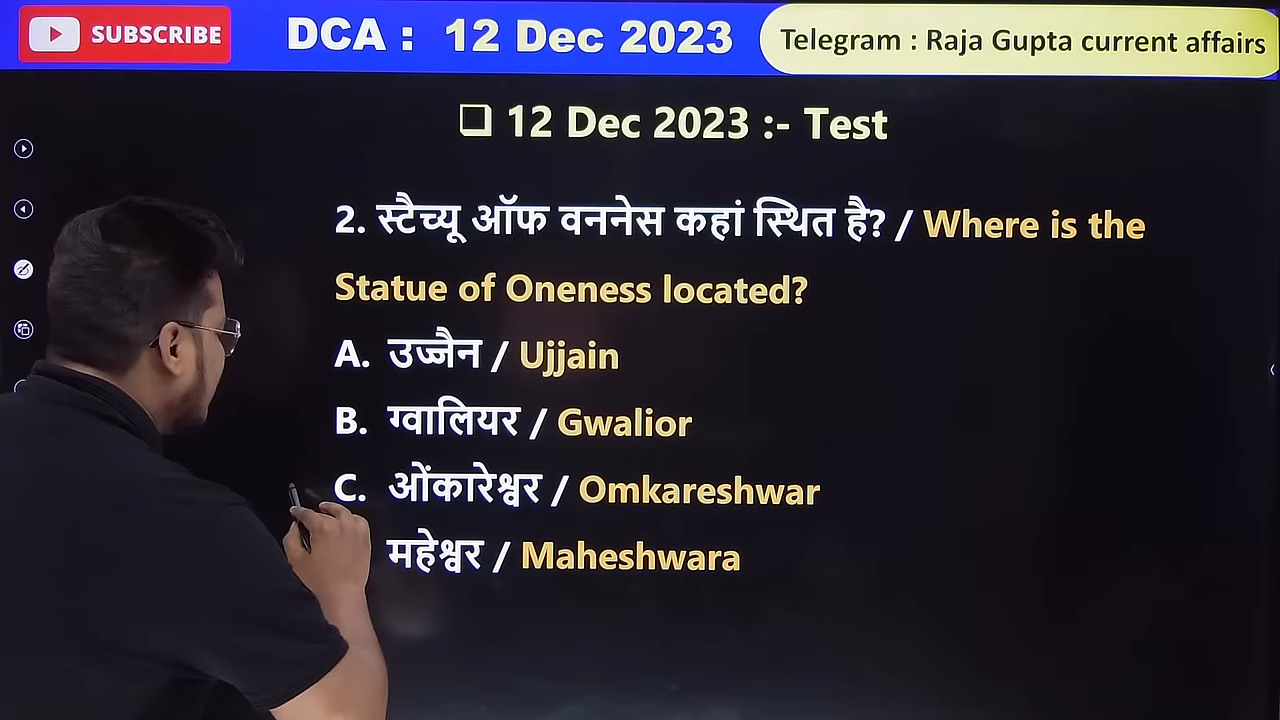 SUBSCRIBE
DCA : 12 Dec 2023
Telegram : Raja Gupta current affairs
❑ 12 Dec 2023 :- Test
2. स्टैच्यू ऑफ वननेस कहां स्थित है? / Where is the
Statue of Oneness located?
A. उज्जैन / Ujjain
B. ग्वालियर / Gwalior
C. ओंकारेश्वर / Omkareshwar
महेश्वर / Maheshwara